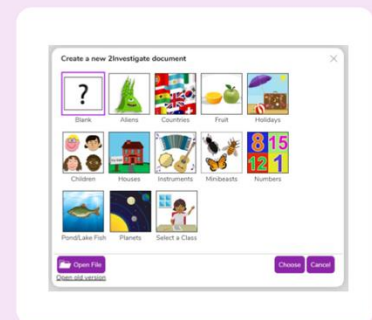 Create a new 2Investigate document
?
Blank
Aliens
Countries
Fruit
Holidays
Children
Houses
Instruments
Minibeasts
8 15
12 1
Numbers
Pond/Lake Fish
Planets
Select a Class
Open File
Choose
Cancel
Open old version